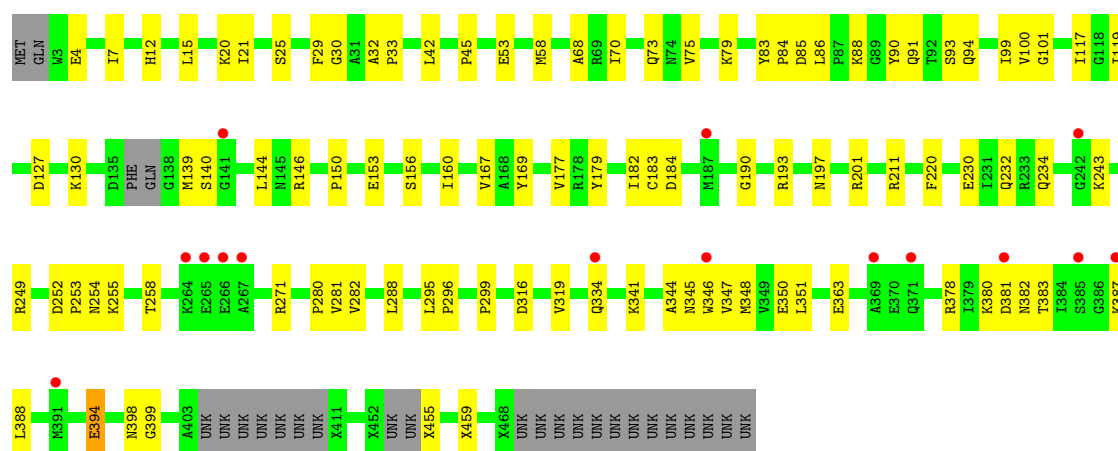 MET GLN W3 E4 I7 H12 L15 K20 I21 S25 F29 G30 A31 A32 P33 L42 P45 E53 M58 A68 R69 I70 Q73 N74 V75 K79 Y83 P84 D85 L86 P87 K88 G89 Y90 Q91 T92 S93 Q94 I99 V100 G101 I117 G118 I119
D127 K130 D135 PHE GLN G138 M139 S140 G141 L144 N145 R146 P150 E153 S156 I160 V167 A168 Y169 V177 R178 Y179 I182 C183 D184 M187 G190 R193 N197 R201 R211 F220 E230 I231 Q232 R233 Q234 G242 K243
R249 D252 P253 N254 K255 T258 K264 E265 E266 A267 R271 P280 V281 V282 L288 L295 P296 P299 D316 V319 Q334 K341 A344 N345 W346 V347 M348 V349 E350 L351 E363 A369 E370 Q371 R378 I379 K380 D381 N382 T383 I384 S385 G386 K387
L388 M391 E394 N398 G399 A403 UNK UNK UNK UNK UNK UNK X411 X452 UNK UNK X455 X459 X468 UNK UNK UNK UNK UNK UNK UNK UNK UNK UNK UNK UNK